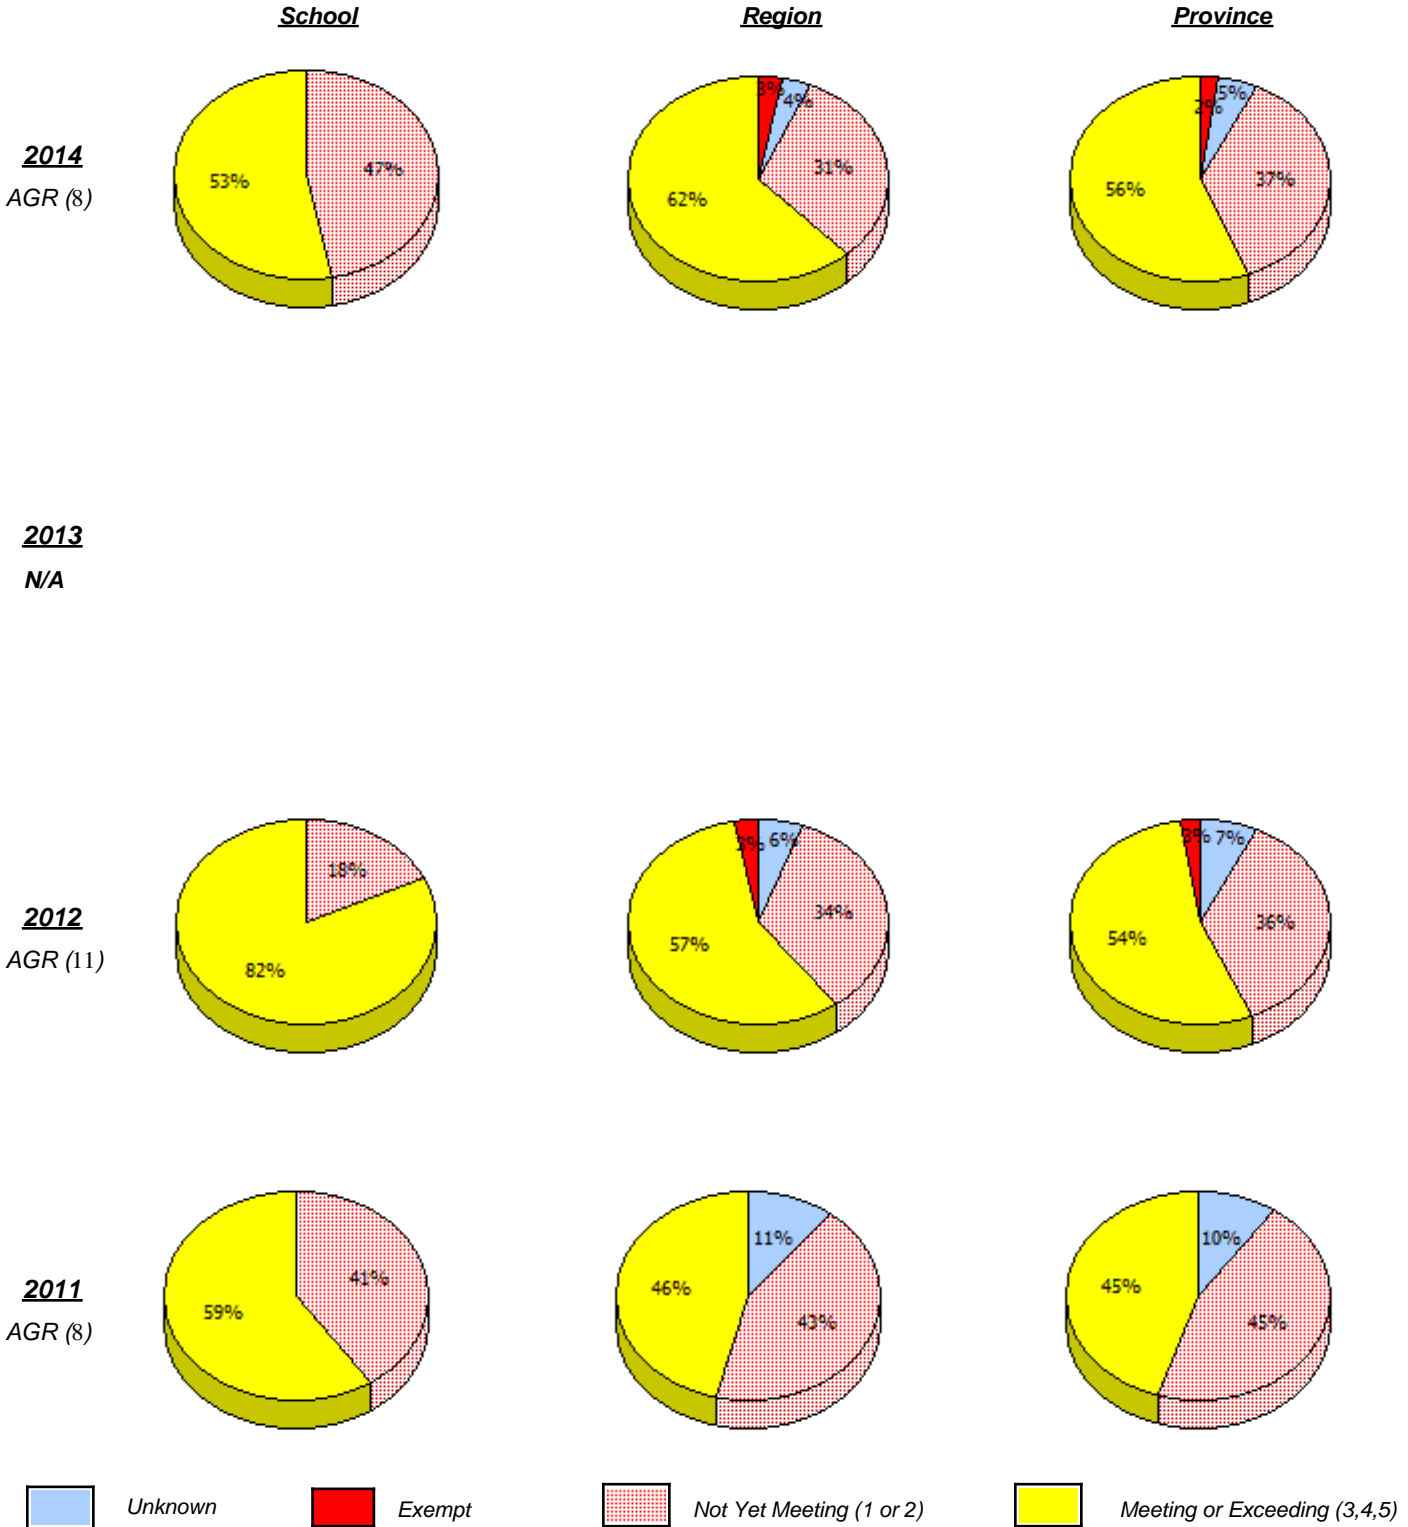 School Region Province
2014
AGR (8)
53% 47%
3% 4% 31% 62%
2% 5% 37% 56%
2013
N/A
2012
AGR (11)
18% 82%
3% 6% 34% 57%
3% 7% 36% 54%
2011
AGR (8)
41% 59%
11% 46% 43%
10% 45% 45%
Unknown Exempt Not Yet Meeting (1 or 2) Meeting or Exceeding (3,4,5)